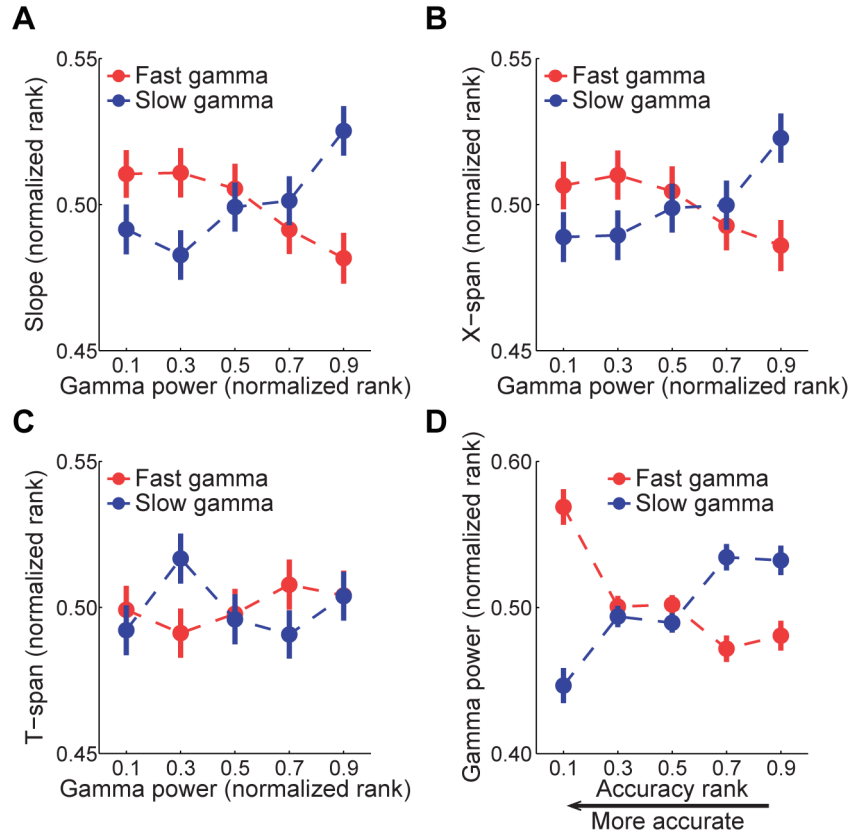 A
Slope (normalized rank)
0.55
0.50
0.45
Fast gamma
Slow gamma
0.1 0.3 0.5 0.7 0.9
Gamma power (normalized rank)
B
X-span (normalized rank)
0.55
0.50
0.45
Fast gamma
Slow gamma
0.1 0.3 0.5 0.7 0.9
Gamma power (normalized rank)
C
T-span (normalized rank)
0.55
0.50
0.45
Fast gamma
Slow gamma
0.1 0.3 0.5 0.7 0.9
Gamma power (normalized rank)
D
Gamma power (normalized rank)
0.60
0.50
0.40
Fast gamma
Slow gamma
0.1 0.3 0.5 0.7 0.9
Accuracy rank
More accurate